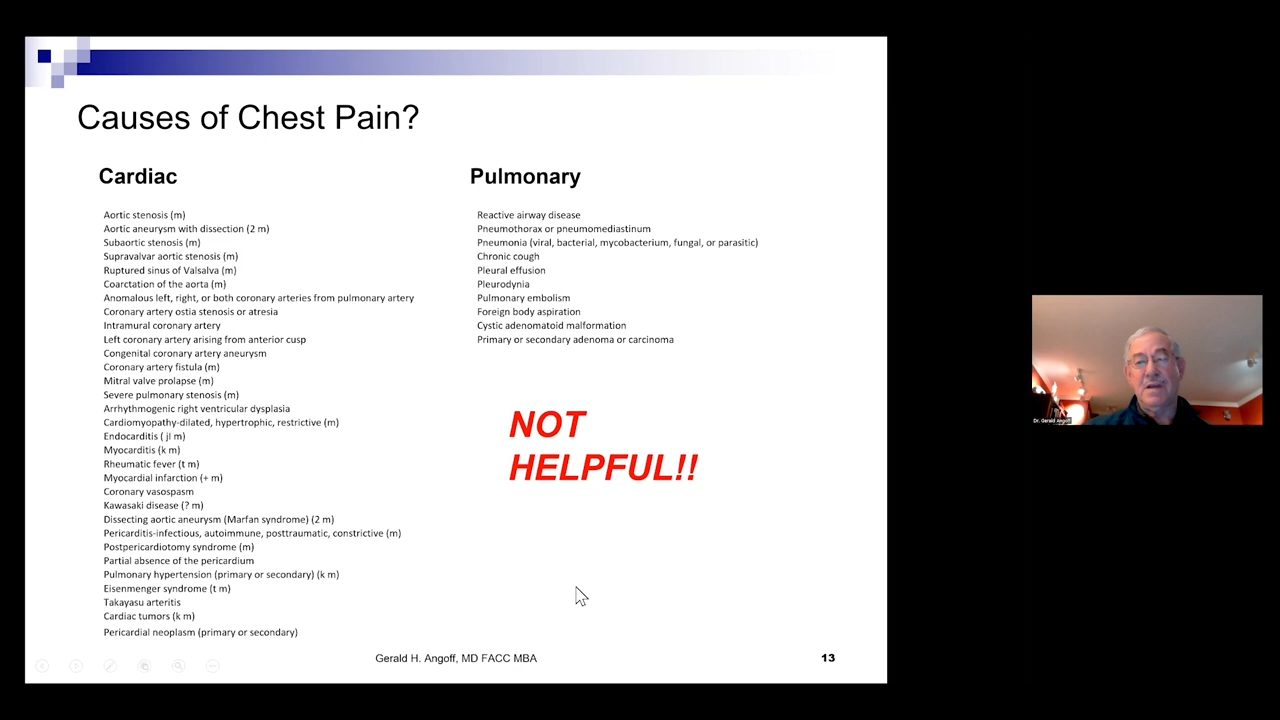 Causes of Chest Pain?
Cardiac
Aortic stenosis (m)
Aortic aneurysm with dissection (2 m)
Subaortic stenosis (m)
Supravalvar aortic stenosis (m)
Ruptured sinus of Valsalva (m)
Coarctation of the aorta (m)
Anomalous left, right, or both coronary arteries from pulmonary artery
Coronary artery ostia stenosis or atresia
Intramural coronary artery
Left coronary artery arising from anterior cusp
Congenital coronary artery aneurysm
Coronary artery fistula (m)
Mitral valve prolapse (m)
Severe pulmonary stenosis (m)
Arrhythmogenic right ventricular dysplasia
Cardiomyopathy-dilated, hypertrophic, restrictive (m)
Endocarditis ( jl m)
Myocarditis (k m)
Rheumatic fever (t m)
Myocardial infarction (+ m)
Coronary vasospasm
Kawasaki disease (? m)
Dissecting aortic aneurysm (Marfan syndrome) (2 m)
Pericarditis-infectious, autoimmune, posttraumatic, constrictive (m)
Postpericardiotomy syndrome (m)
Partial absence of the pericardium
Pulmonary hypertension (primary or secondary) (k m)
Eisenmenger syndrome (t m)
Takayasu arteritis
Cardiac tumors (k m)
Pericardial neoplasm (primary or secondary)
Pulmonary
Reactive airway disease
Pneumothorax or pneumomediastinum
Pneumonia (viral, bacterial, mycobacterium, fungal, or parasitic)
Chronic cough
Pleural effusion
Pleurodynia
Pulmonary embolism
Foreign body aspiration
Cystic adenomatoid malformation
Primary or secondary adenoma or carcinoma
NOT
HELPFUL!!
Gerald H. Angoff, MD FACC MBA
13
Dr. Gerald Angoff